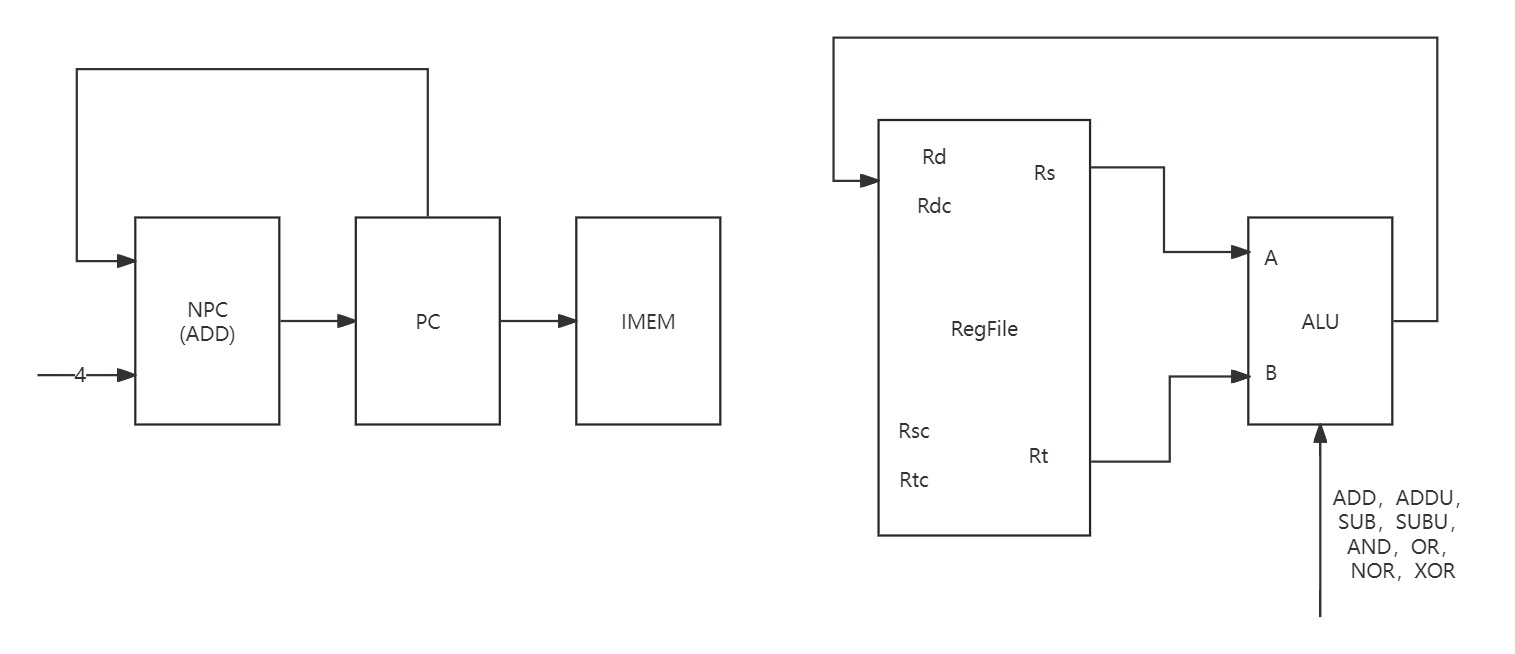 NPC
(ADD)
4
PC
IMEM
Rd
Rs
Rdc
RegFile
Rsc
Rt
Rtc
A
ALU
B
ADD，ADDU，
SUB，SUBU，
AND，OR，
NOR，XOR